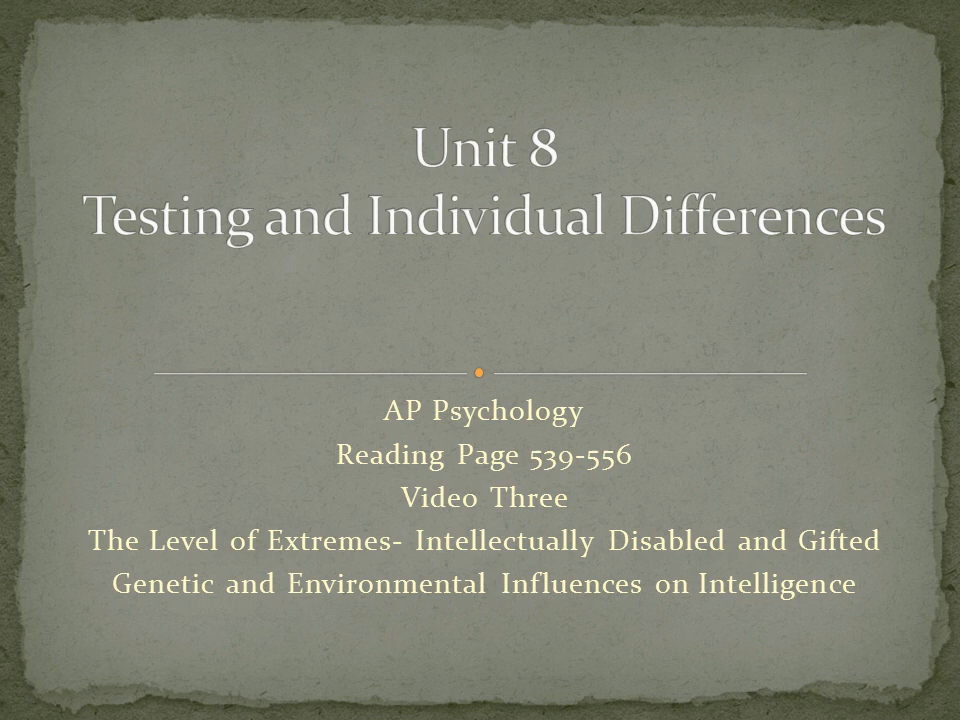 Unit 8
Testing and Individual Differences
AP Psychology
Reading Page 539-556
Video Three
The Level of Extremes- Intellectually Disabled and Gifted
Genetic and Environmental Influences on Intelligence